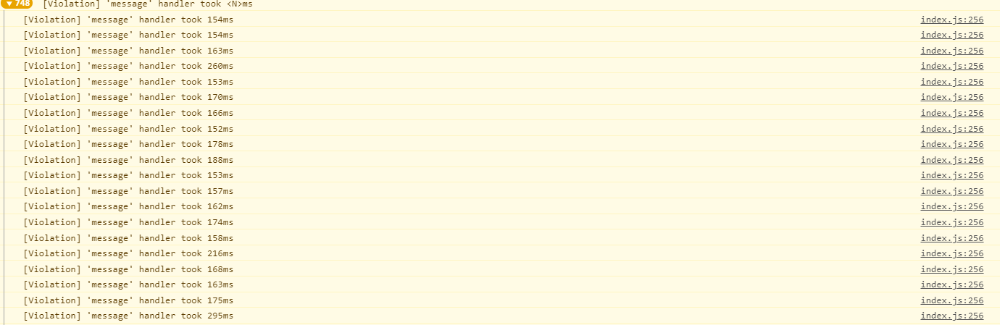 748 [Violation] 'message' handler took <N>ms
[Violation] 'message' handler took 154ms index.js:256
[Violation] 'message' handler took 154ms index.js:256
[Violation] 'message' handler took 163ms index.js:256
[Violation] 'message' handler took 260ms index.js:256
[Violation] 'message' handler took 153ms index.js:256
[Violation] 'message' handler took 170ms index.js:256
[Violation] 'message' handler took 166ms index.js:256
[Violation] 'message' handler took 152ms index.js:256
[Violation] 'message' handler took 178ms index.js:256
[Violation] 'message' handler took 188ms index.js:256
[Violation] 'message' handler took 153ms index.js:256
[Violation] 'message' handler took 157ms index.js:256
[Violation] 'message' handler took 162ms index.js:256
[Violation] 'message' handler took 174ms index.js:256
[Violation] 'message' handler took 158ms index.js:256
[Violation] 'message' handler took 216ms index.js:256
[Violation] 'message' handler took 168ms index.js:256
[Violation] 'message' handler took 163ms index.js:256
[Violation] 'message' handler took 175ms index.js:256
[Violation] 'message' handler took 295ms index.js:256